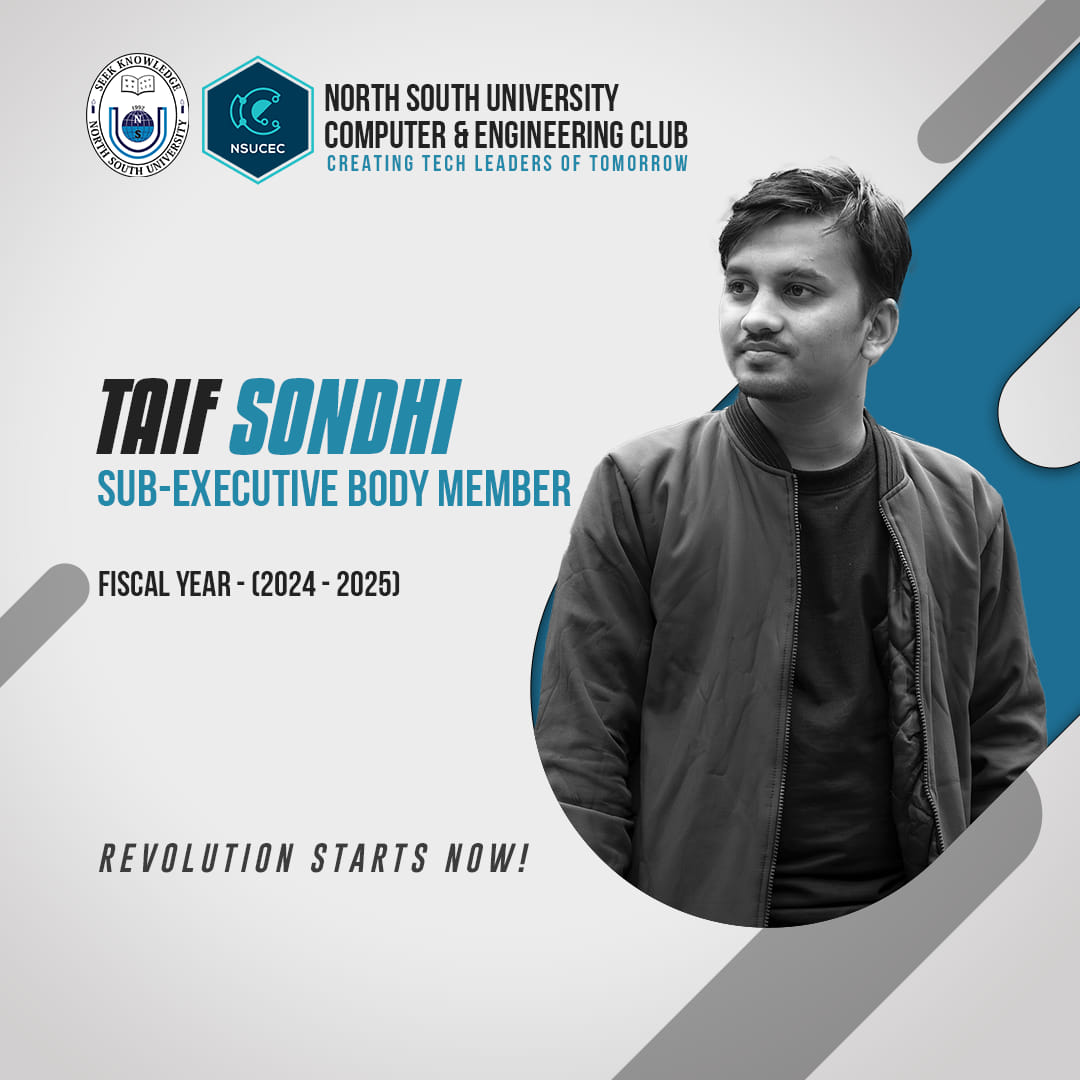 SEEK KNOWLEDGE
1992
N
S
NORTH SOUTH UNIVERSITY
NSUCEC
NORTH SOUTH UNIVERSITY
COMPUTER & ENGINEERING CLUB
CREATING TECH LEADERS OF TOMORROW
TAIF SONDHI
SUB-EXECUTIVE BODY MEMBER
FISCAL YEAR - (2024 - 2025)
REVOLUTION STARTS NOW!